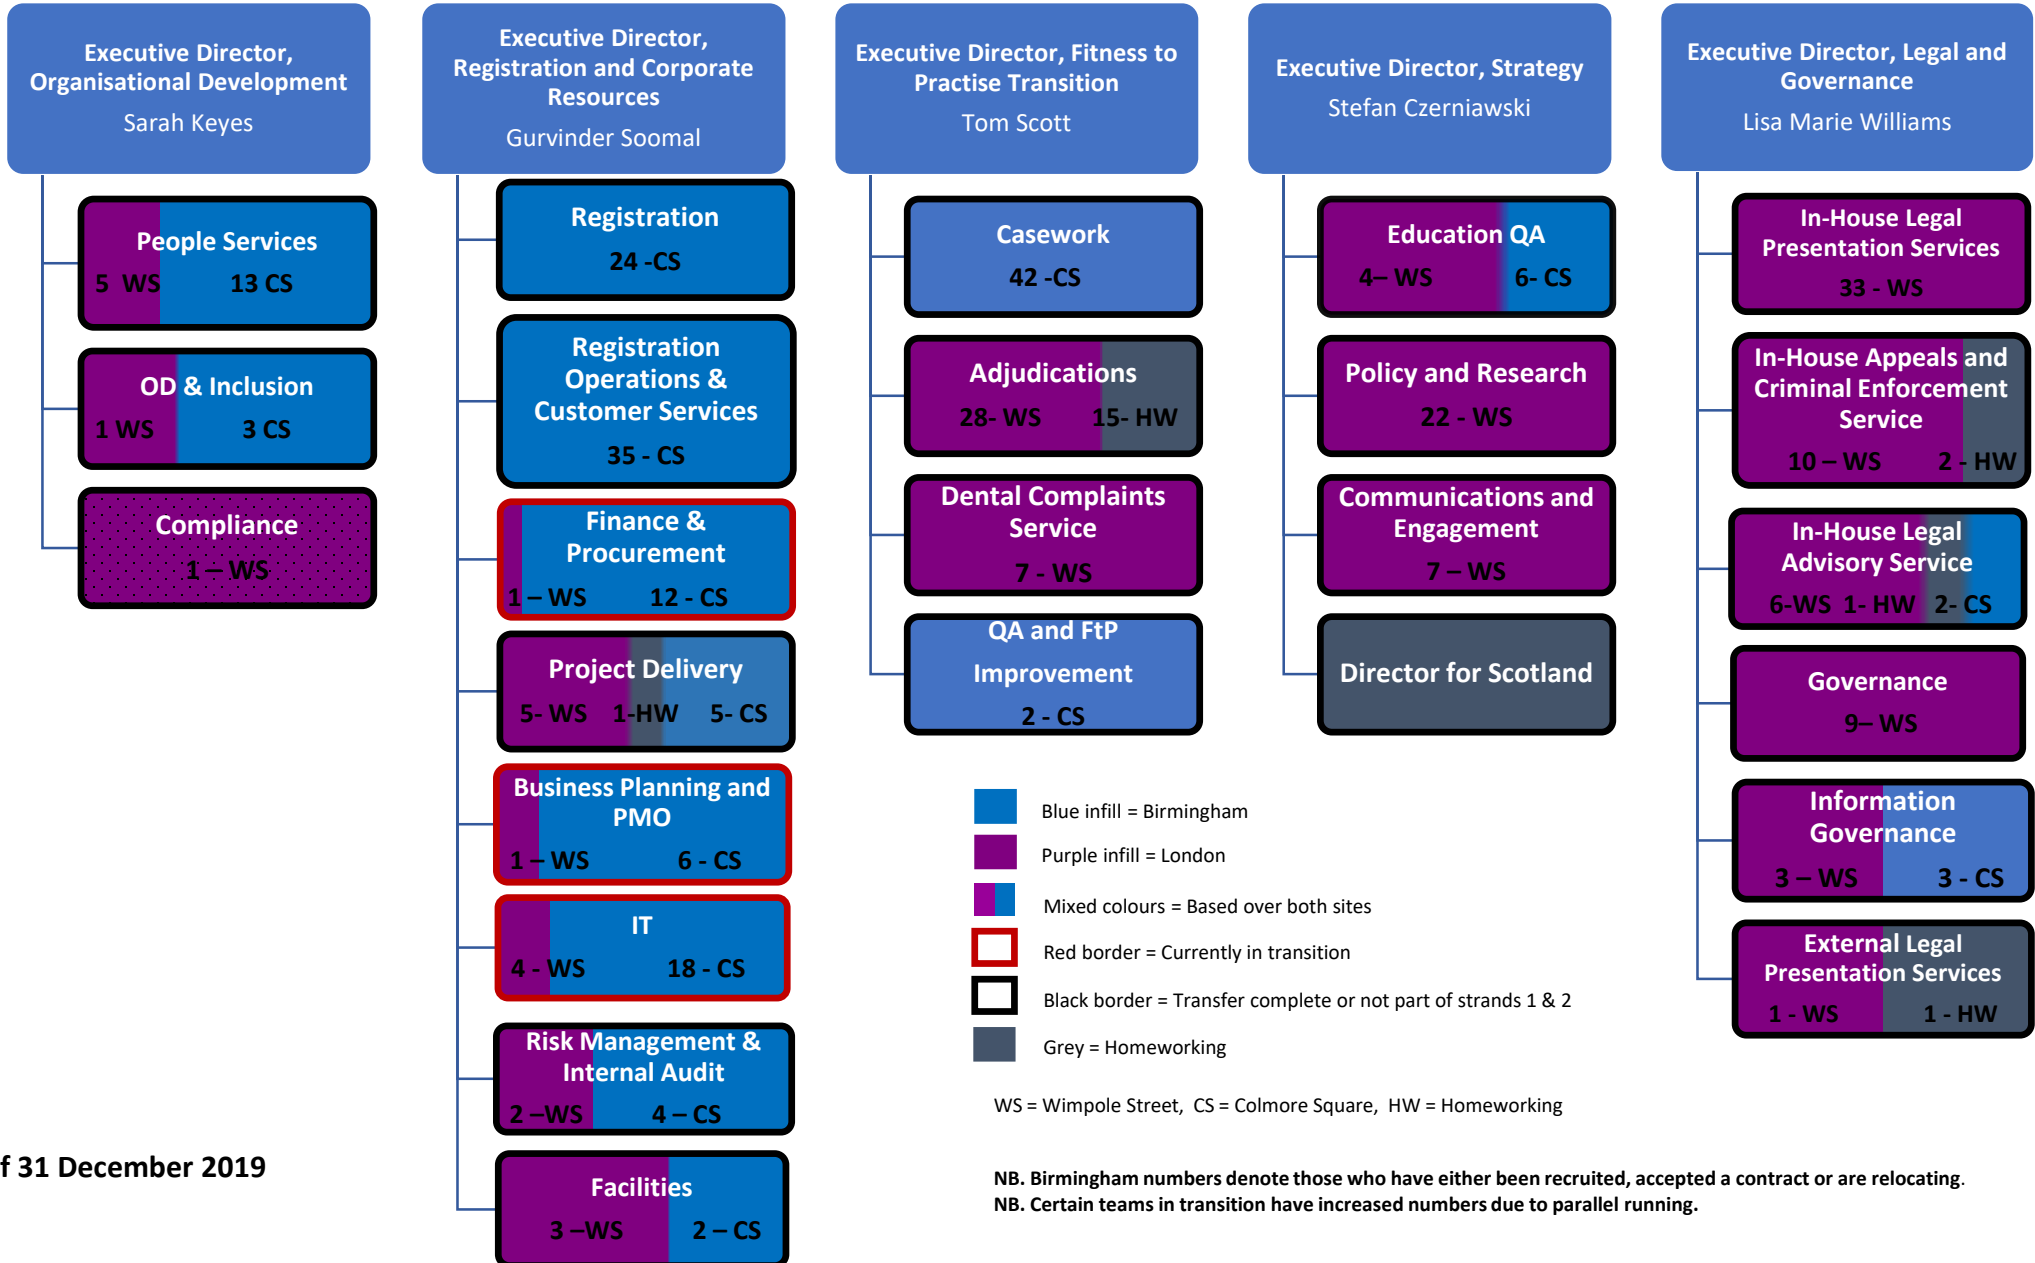 Executive Director,
Organisational Development
Sarah Keyes
People Services
5 WS 13 CS
OD & Inclusion
1 WS 3 CS
Compliance
1 – WS
Executive Director,
Registration and Corporate
Resources
Gurvinder Soomal
Registration
24 -CS
Registration
Operations &
Customer Services
35 - CS
Finance &
Procurement
1 – WS 12 - CS
Project Delivery
5- WS 1-HW 5- CS
Business Planning and
PMO
1 – WS 6 - CS
IT
4 - WS 18 - CS
Risk Management &
Internal Audit
2 –WS 4 – CS
Facilities
3 –WS 2 – CS
Executive Director, Fitness to
Practise Transition
Tom Scott
Casework
42 -CS
Adjudications
28- WS 15- HW
Dental Complaints
Service
7 - WS
QA and FtP
Improvement
2 - CS
Executive Director, Strategy
Stefan Czerniawski
Education QA
4– WS 6- CS
Policy and Research
22 - WS
Communications and
Engagement
7 – WS
Director for Scotland
Executive Director, Legal and
Governance
Lisa Marie Williams
In-House Legal
Presentation Services
33 - WS
In-House Appeals and
Criminal Enforcement
Service
10 – WS 2 - HW
In-House Legal
Advisory Service
6-WS 1- HW 2- CS
Governance
9– WS
Information
Governance
3 – WS 3 - CS
External Legal
Presentation Services
1 - WS 1 - HW
Blue infill = Birmingham
Purple infill = London
Mixed colours = Based over both sites
Red border = Currently in transition
Black border = Transfer complete or not part of strands 1 & 2
Grey = Homeworking
WS = Wimpole Street, CS = Colmore Square, HW = Homeworking
f 31 December 2019
NB. Birmingham numbers denote those who have either been recruited, accepted a contract or are relocating.
NB. Certain teams in transition have increased numbers due to parallel running.